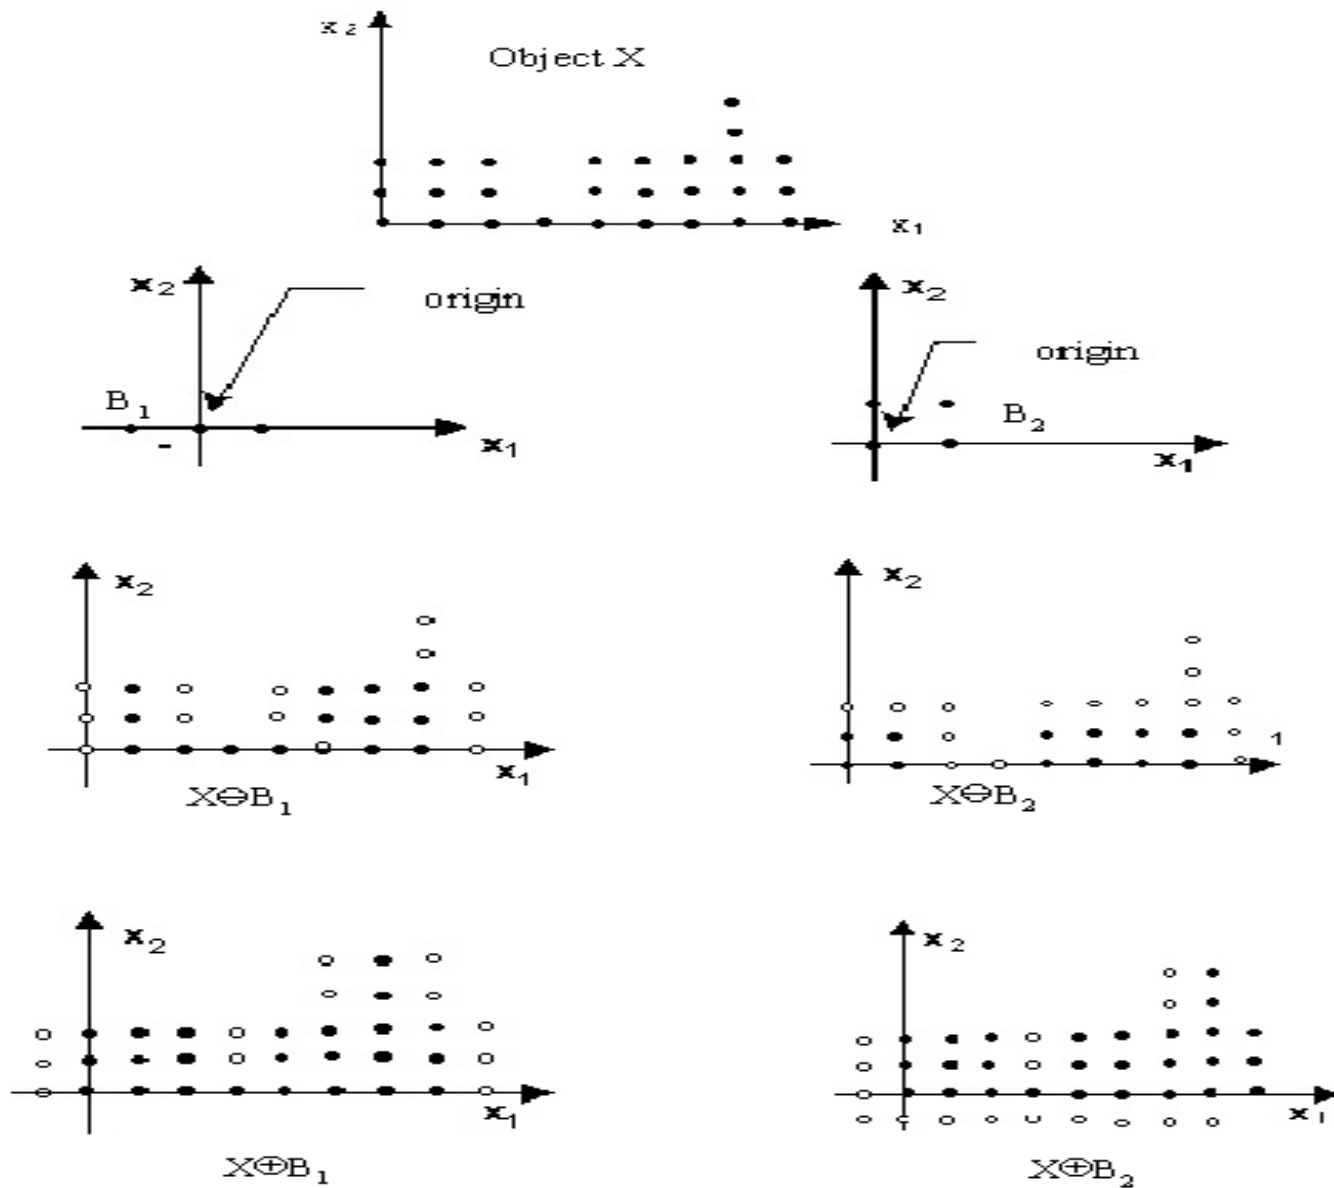 x₂
Object X
x₁
x₂
origin
B₁
-
x₁
x₂
origin
B₂
x₁
x₂
x₁
X⊖B₁
x₂
1
X⊖B₂
x₂
x₁
X⊕B₁
x₂
x₁
X⊕B₂